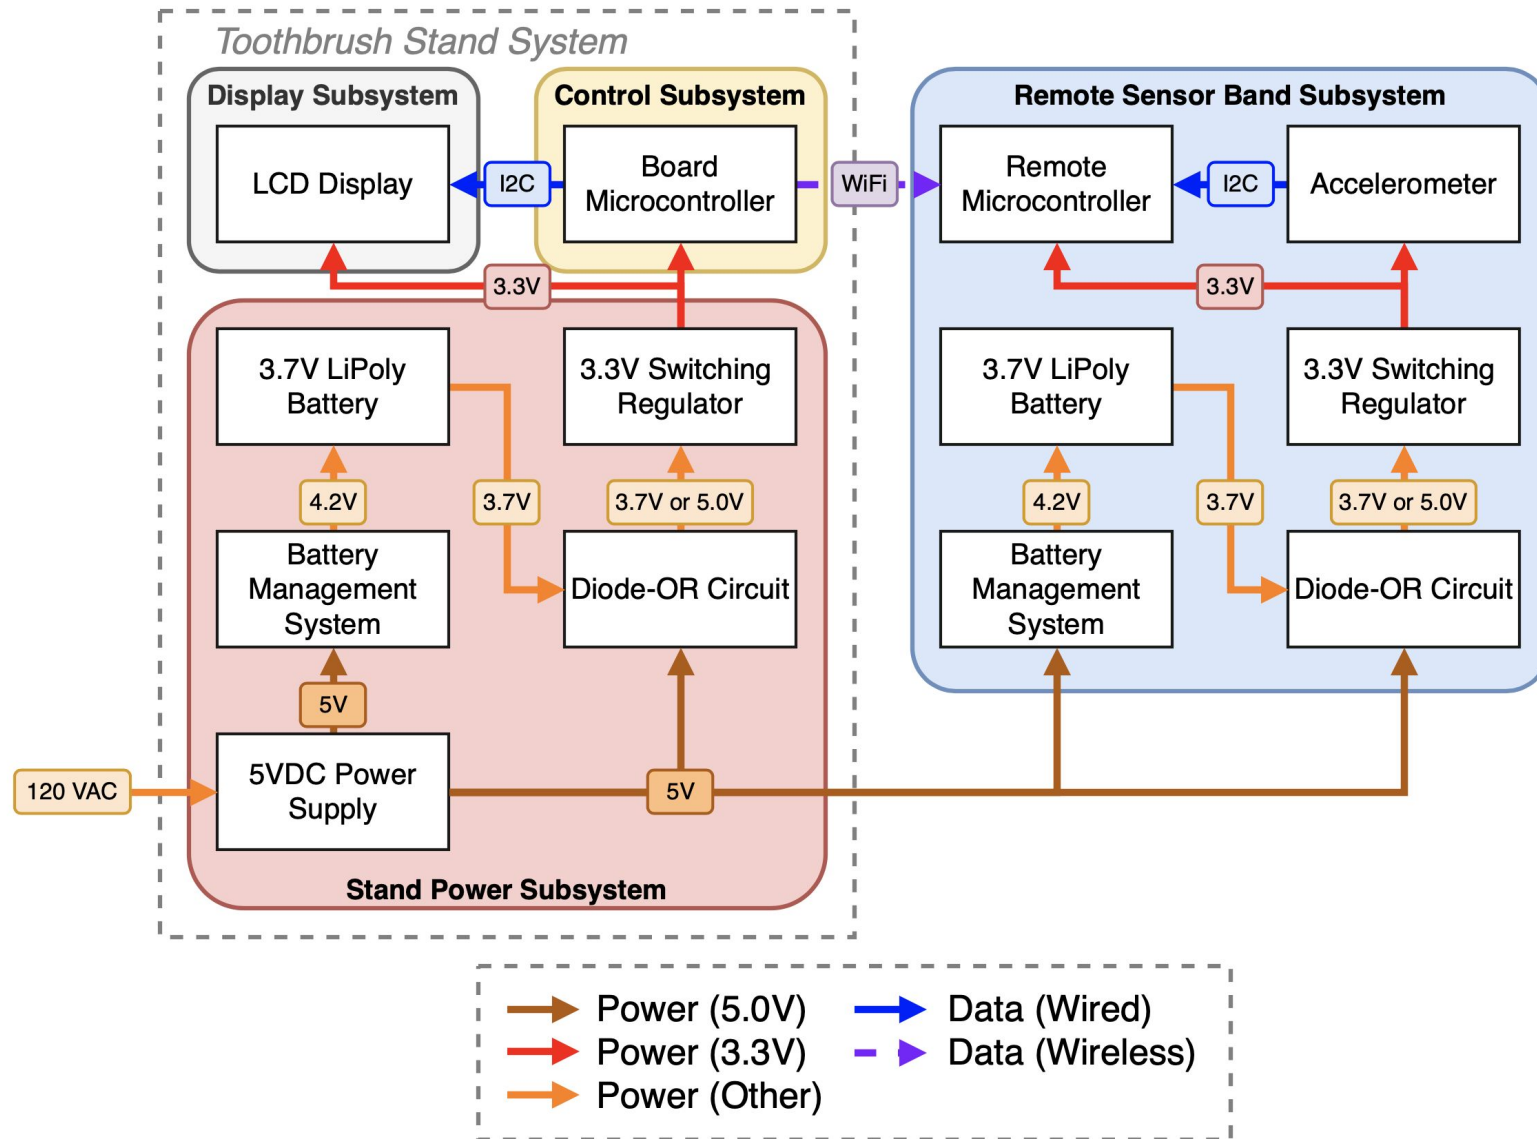 Toothbrush Stand System
Display Subsystem
LCD Display
I2C
Control Subsystem
Board
Microcontroller
WiFi
Remote Sensor Band Subsystem
Remote
Microcontroller
I2C
Accelerometer
3.3V
3.3V
3.7V LiPoly
Battery
3.3V Switching
Regulator
4.2V
3.7V
3.7V or 5.0V
Battery
Management
System
Diode-OR Circuit
5V
120 VAC
5VDC Power
Supply
5V
Stand Power Subsystem
3.7V LiPoly
Battery
3.3V Switching
Regulator
4.2V
3.7V
3.7V or 5.0V
Battery
Management
System
Diode-OR Circuit
Power (5.0V)
Power (3.3V)
Power (Other)
Data (Wired)
Data (Wireless)